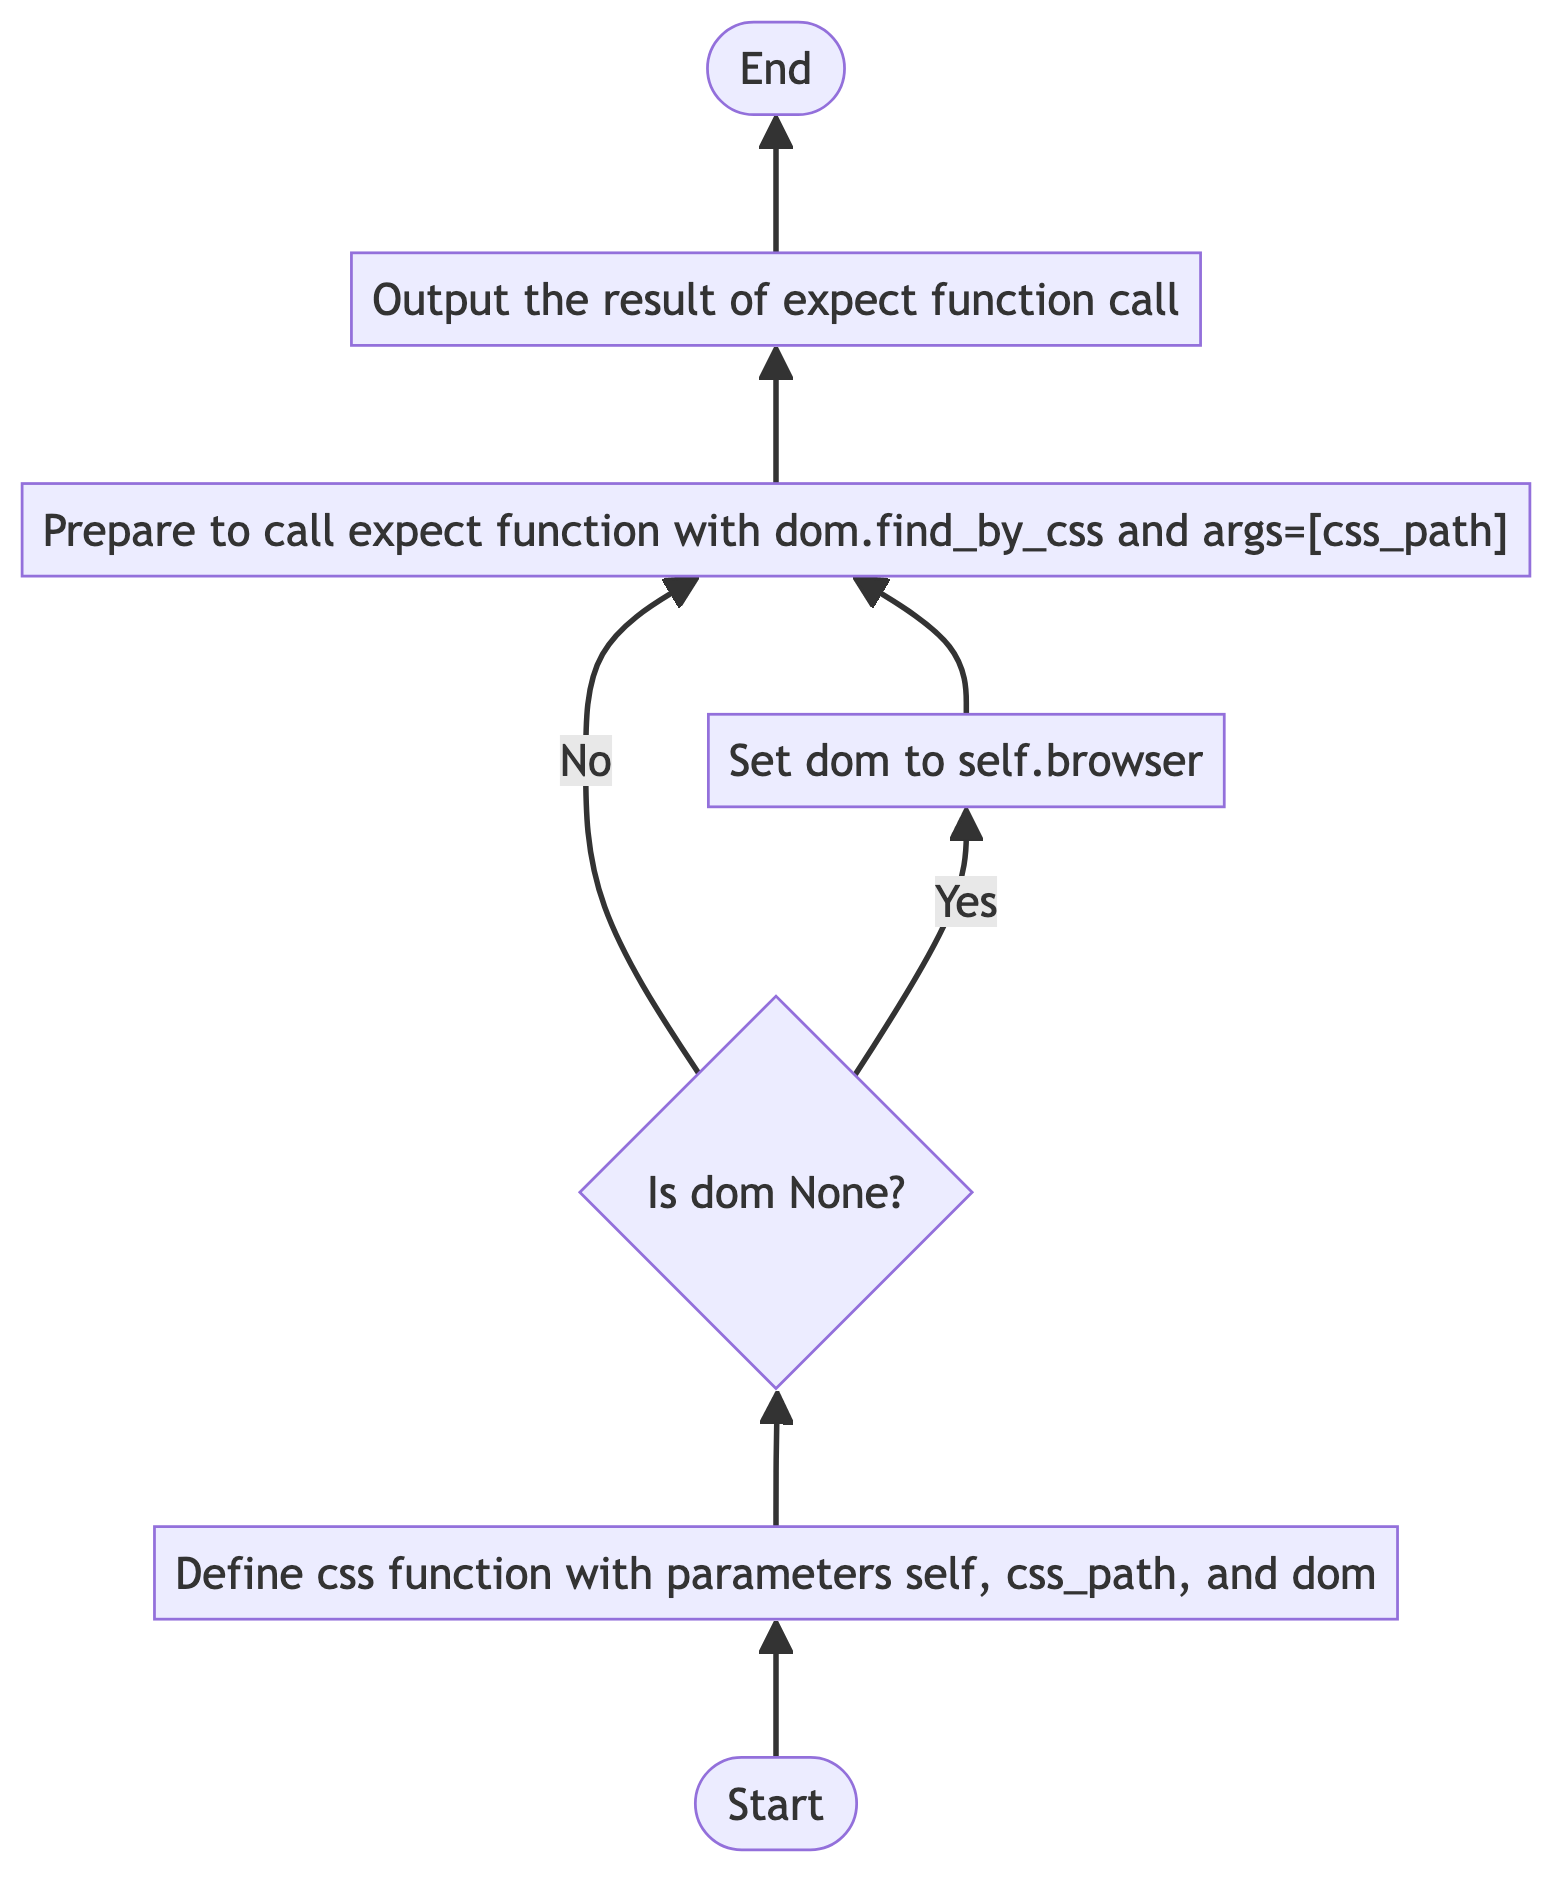 End
Output the result of expect function call
Prepare to call expect function with dom.find_by_css and args=[css_path]
No
Set dom to self.browser
Yes
Is dom None?
Define css function with parameters self, css_path, and dom
Start